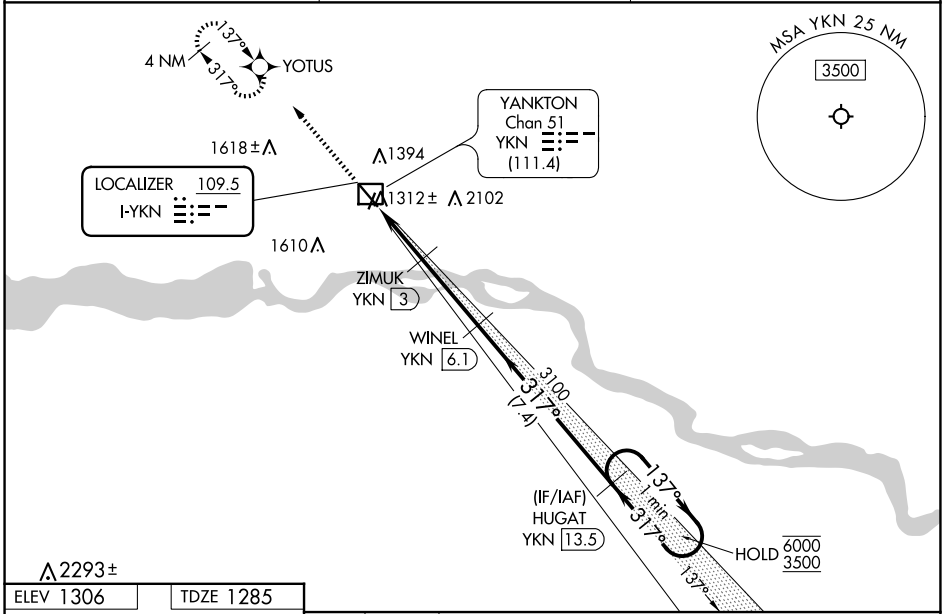 MSA YKN 25 NM
3500
4 NM
137°
317°
YOTUS
YANKTON
Chan 51
YKN
(111.4)
1618±
1394
LOCALIZER 109.5
I-YKN
1312±
2102
1610
ZIMUK
YKN 3
WINEL
YKN 6.1
3100
317°
(7.4)
137°
1 min
317°
(IF/IAF)
HUGAT
YKN 13.5
HOLD 6000
3500
137°
2293±
ELEV 1306
TDZE 1285